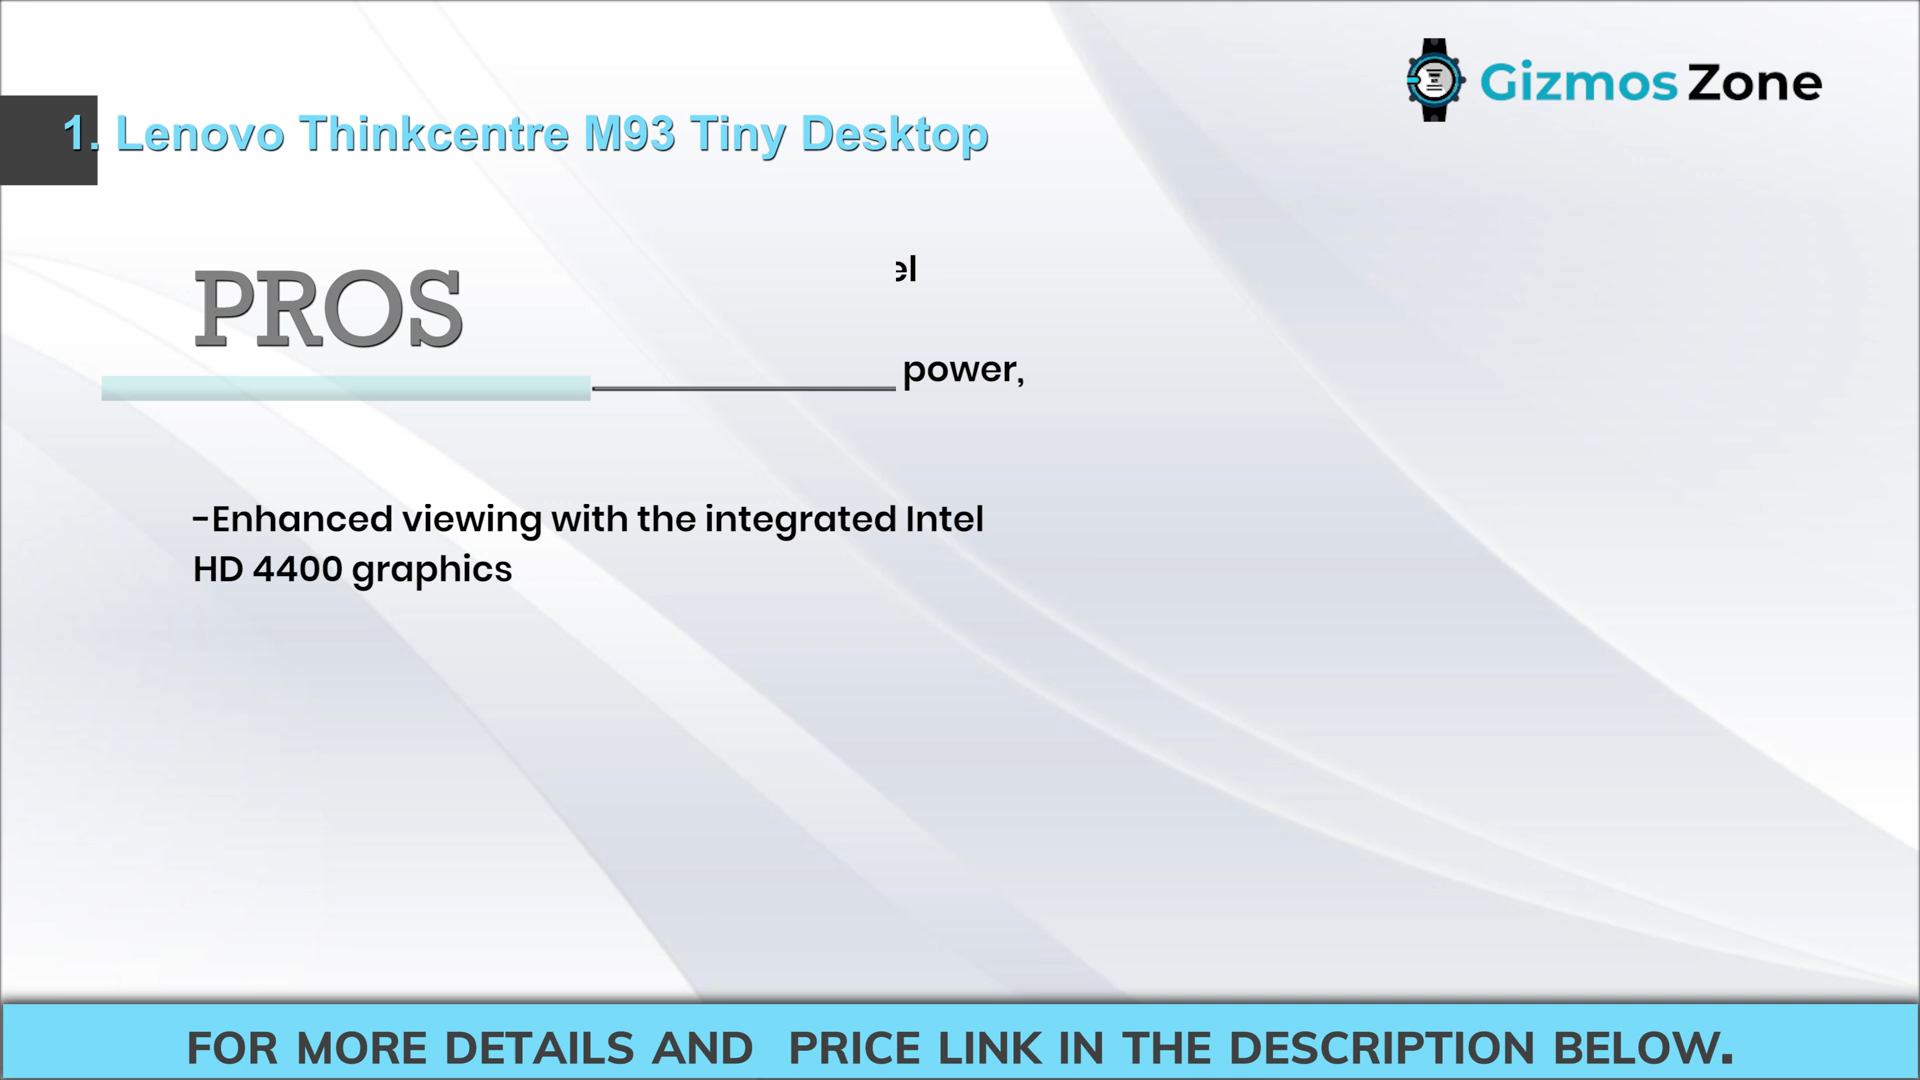 Gizmos Zone
1. Lenovo Thinkcentre M93 Tiny Desktop
PROS
el
power,
-Enhanced viewing with the integrated Intel
HD 4400 graphics
FOR MORE DETAILS AND PRICE LINK IN THE DESCRIPTION BELOW.